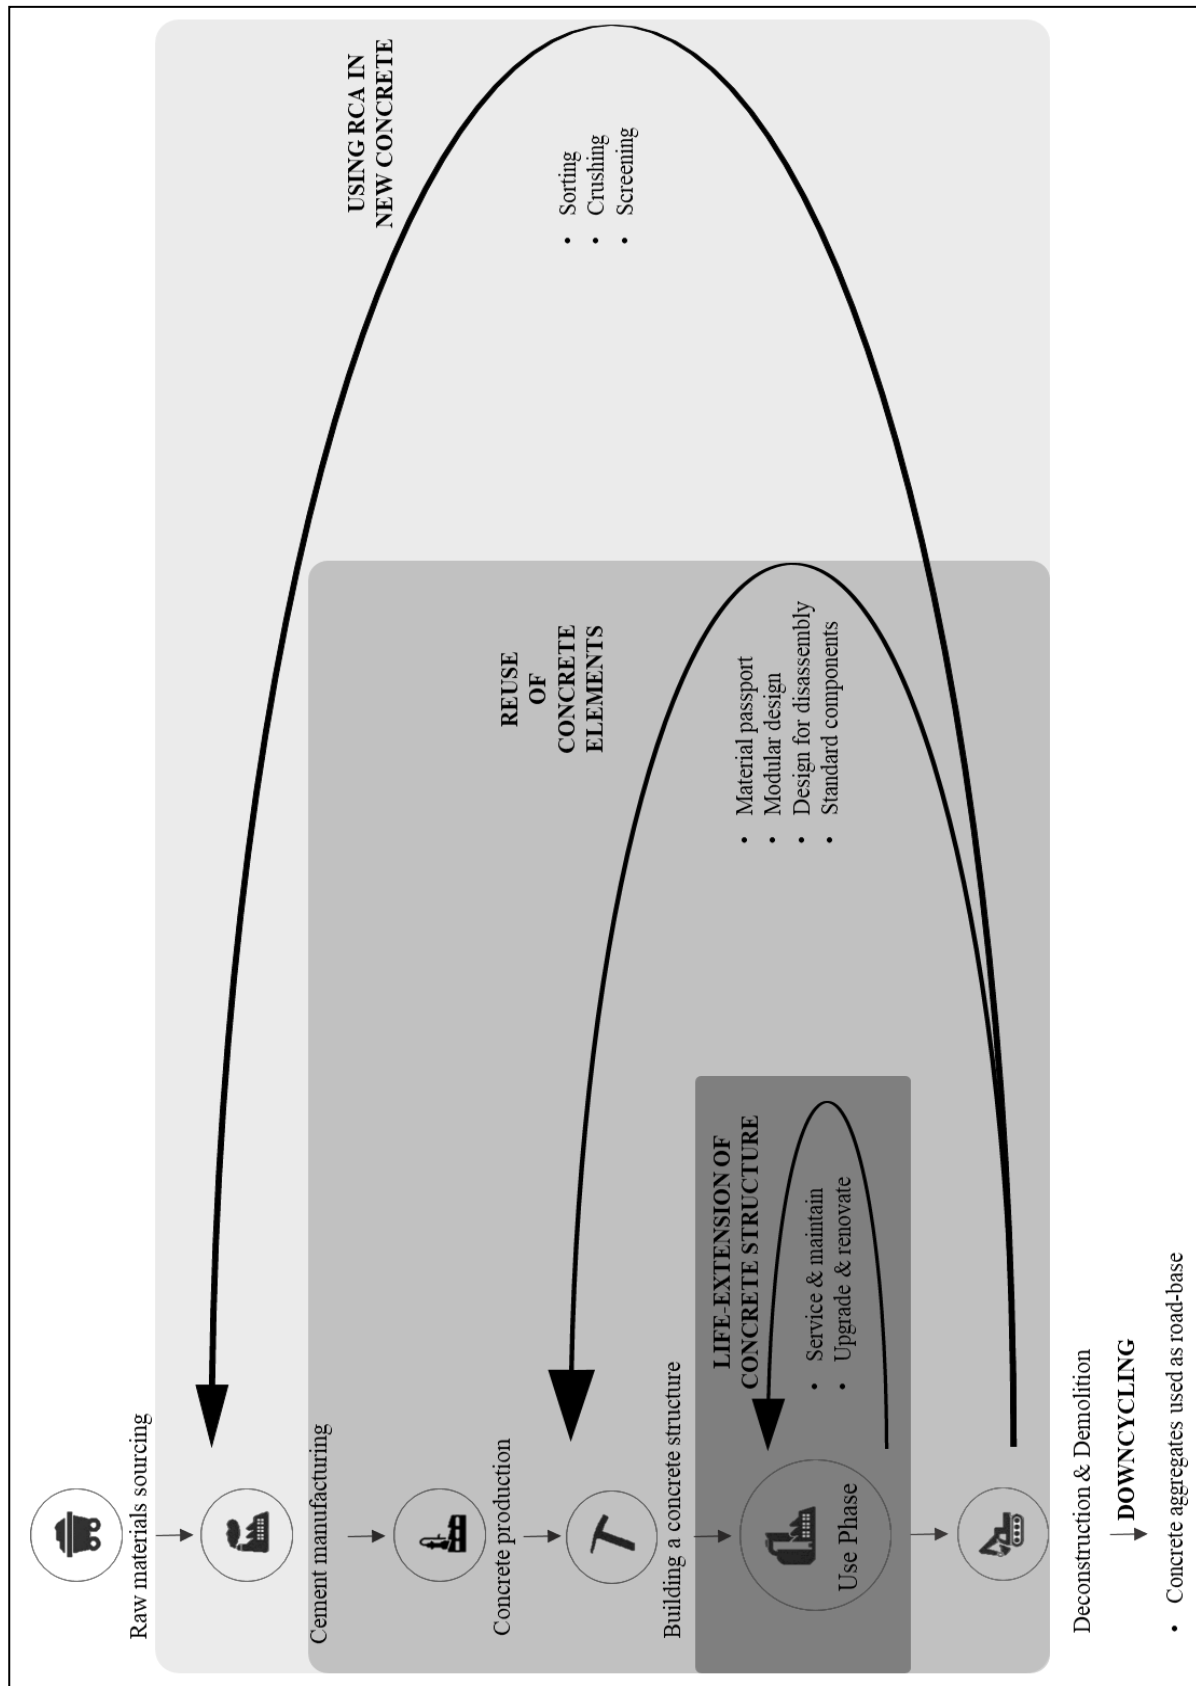 USING RCA IN
NEW CONCRETE
• Sorting
• Crushing
• Screening
REUSE
OF
CONCRETE
ELEMENTS
• Material passport
• Modular design
• Design for disassembly
• Standard components
LIFE-EXTENSION OF
CONCRETE STRUCTURE
• Service & maintain
• Upgrade & renovate
Raw materials sourcing
Cement manufacturing
Concrete production
Building a concrete structure
Use Phase
Deconstruction & Demolition
DOWNCYCLING
• Concrete aggregates used as road-base